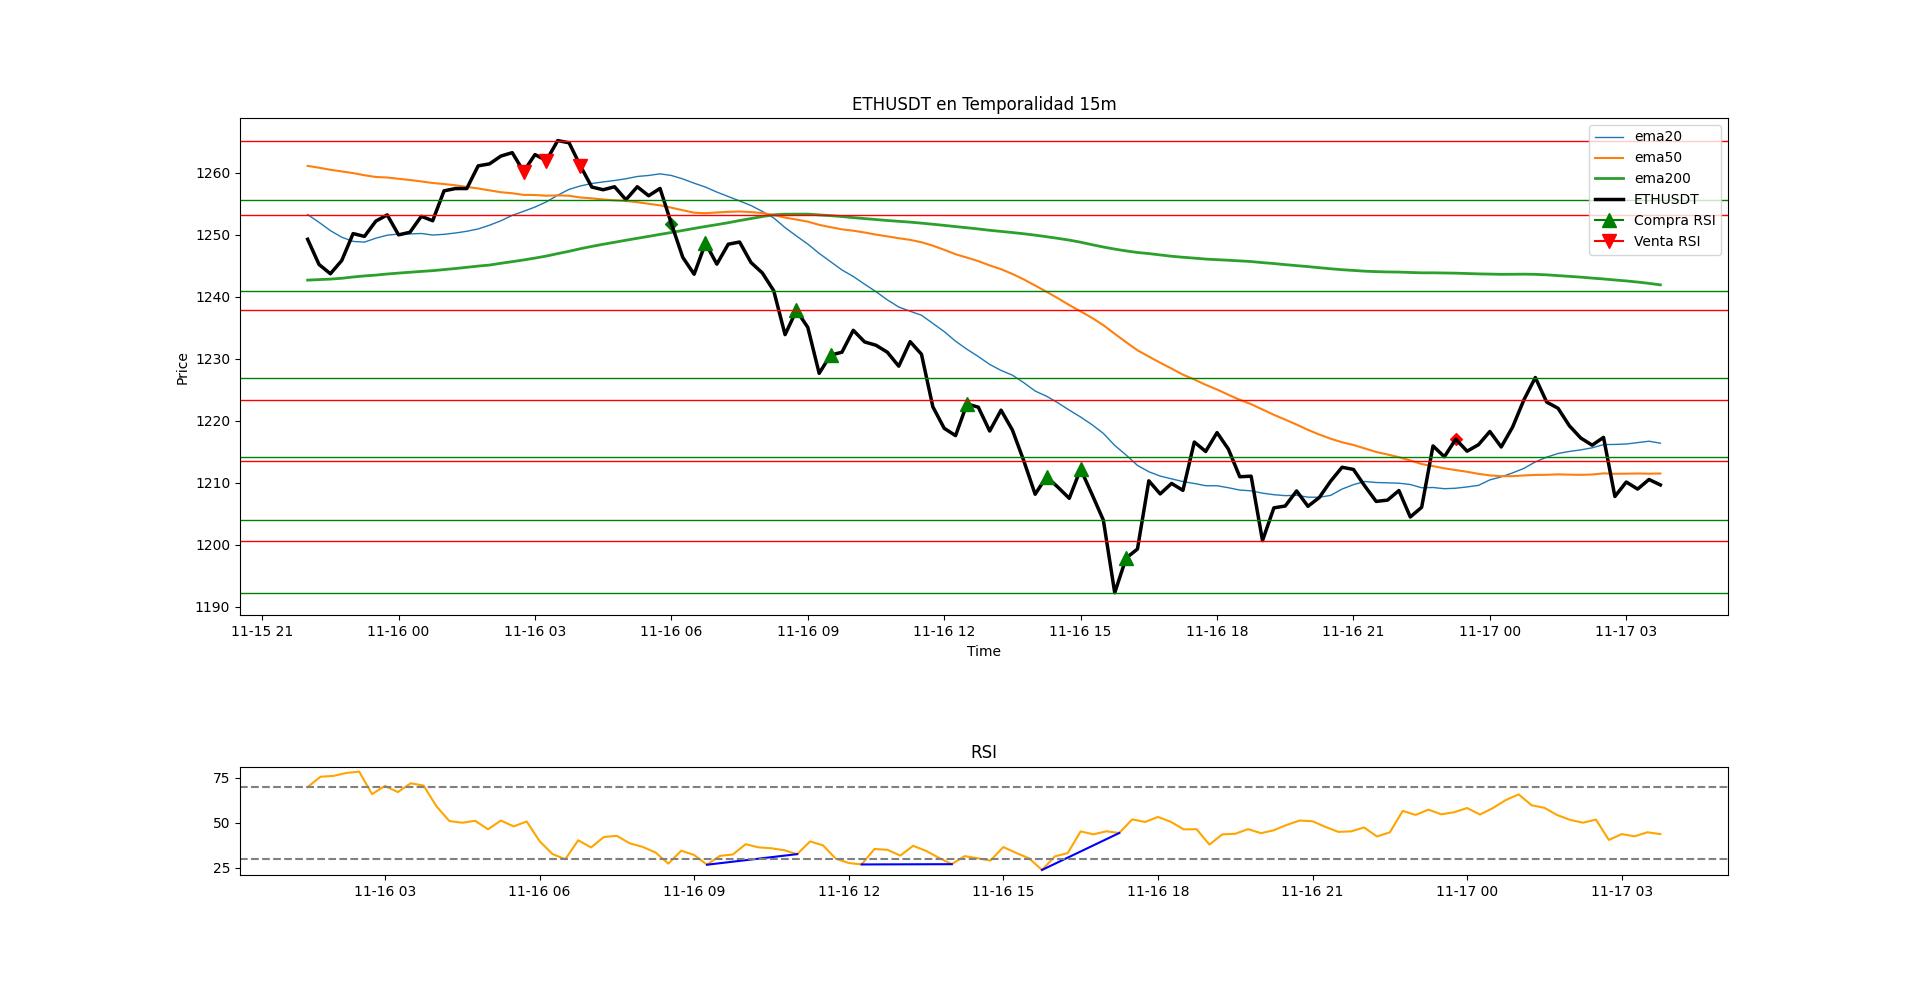 ETHUSDT en Temporalidad 15m
ema20
ema50
ema200
ETHUSDT
Compra RSI
Venta RSI
Price
1260
1250
1240
1230
1220
1210
1200
1190
11-15 21 11-16 00 11-16 03 11-16 06 11-16 09 11-16 12 11-16 15 11-16 18 11-16 21 11-17 00 11-17 03
Time
RSI
75
50
25
11-16 03 11-16 06 11-16 09 11-16 12 11-16 15 11-16 18 11-16 21 11-17 00 11-17 03